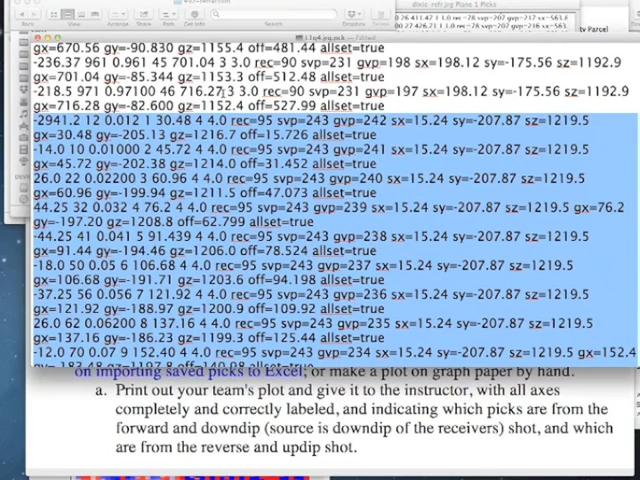 dixie-refr.jrg Plane 1 Picks
0 26 411.42 1 1.0 rec=78 svp=207 gvp=216 sx=563.8
ty Parcel
gx=670.56 gy=-90.830 gz=1155.4 off=481.44 allset=true
-236.37 961 0.961 45 701.04 3 3.0 rec=90 svp=231 gvp=198 sx=198.12 sy=-175.56 sz=1192.9
gx=701.04 gy=-85.344 gz=1153.3 off=512.48 allset=true
-218.5 971 0.97100 46 716.27 3 3.0 rec=90 svp=231 gvp=197 sx=198.12 sy=-175.56 sz=1192.9
gx=716.28 gy=-82.600 gz=1152.4 off=527.99 allset=true
-2941.2 12 0.012 1 30.48 4 4.0 rec=95 svp=243 gvp=242 sx=15.24 sy=-207.87 sz=1219.5
gx=30.48 gy=-205.13 gz=1216.7 off=15.726 allset=true
-14.0 10 0.01000 2 45.72 4 4.0 rec=95 svp=243 gvp=241 sx=15.24 sy=-207.87 sz=1219.5
gx=45.72 gy=-202.38 gz=1214.0 off=31.452 allset=true
26.0 22 0.02200 3 60.96 4 4.0 rec=95 svp=243 gvp=240 sx=15.24 sy=-207.87 sz=1219.5
gx=60.96 gy=-199.94 gz=1211.5 off=47.073 allset=true
44.25 32 0.032 4 76.2 4 4.0 rec=95 svp=243 gvp=239 sx=15.24 sy=-207.87 sz=1219.5 gx=76.2
gy=-197.20 gz=1208.8 off=62.799 allset=true
-44.25 41 0.041 5 91.439 4 4.0 rec=95 svp=243 gvp=238 sx=15.24 sy=-207.87 sz=1219.5
gx=91.44 gy=-194.46 gz=1206.0 off=78.524 allset=true
-18.0 50 0.05 6 106.68 4 4.0 rec=95 svp=243 gvp=237 sx=15.24 sy=-207.87 sz=1219.5
gx=106.68 gy=-191.71 gz=1203.6 off=94.198 allset=true
-37.25 56 0.056 7 121.92 4 4.0 rec=95 svp=243 gvp=236 sx=15.24 sy=-207.87 sz=1219.5
gx=121.92 gy=-188.97 gz=1200.9 off=109.92 allset=true
26.0 62 0.06200 8 137.16 4 4.0 rec=95 svp=243 gvp=235 sx=15.24 sy=-207.87 sz=1219.5
gx=137.16 gy=-186.23 gz=1199.3 off=125.44 allset=true
-12.0 70 0.07 9 152.40 4 4.0 rec=95 svp=243 gvp=234 sx=15.24 sy=-207.87 sz=1219.5 gx=152.4
on importing saved picks to Excel; or make a plot on graph paper by hand.
a. Print out your team's plot and give it to the instructor, with all axes
completely and correctly labeled, and indicating which picks are from the
forward and downdip (source is downdip of the receivers) shot, and which
are from the reverse and updip shot.